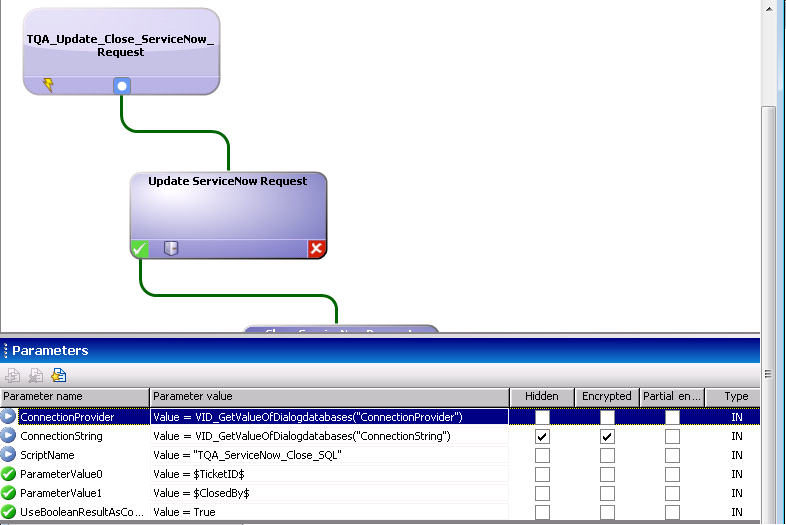 TQA_Update_Close_ServiceNow_
Request
Update ServiceNow Request
Parameters
Parameter name Parameter value Hidden Encrypted Partial en... Type
ConnectionProvider Value = VID_GetValueOfDialogdatabases("ConnectionProvider") IN
ConnectionString Value = VID_GetValueOfDialogdatabases("ConnectionString") IN
ScriptName Value = "TQA_ServiceNow_Close_SQL" IN
ParameterValue0 Value = $TicketID$ IN
ParameterValue1 Value = $ClosedBy$ IN
UseBooleanResultAsCo... Value = True IN